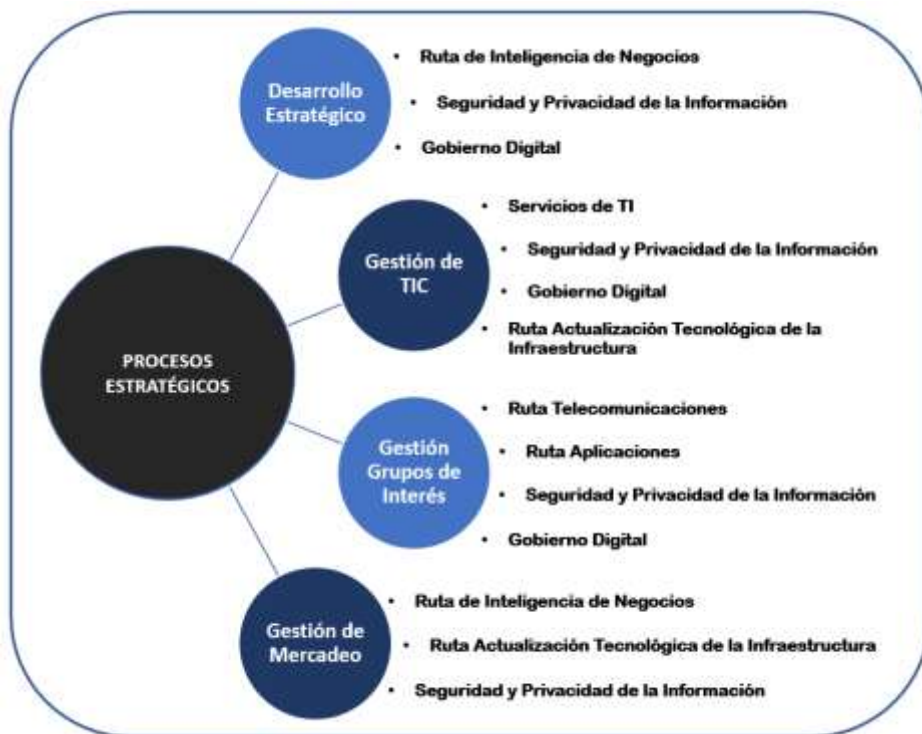 Desarrollo
Estratégico
• Ruta de Inteligencia de Negocios
• Seguridad y Privacidad de la Información
• Gobierno Digital
PROCESOS
ESTRATÉGICOS
Gestión de
TIC
• Servicios de TI
• Seguridad y Privacidad de la Información
• Gobierno Digital
• Ruta Actualización Tecnológica de la
Infraestructura
Gestión
Grupos de
Interés
• Ruta Telecomunicaciones
• Ruta Aplicaciones
• Seguridad y Privacidad de la Información
• Gobierno Digital
Gestión de
Mercadeo
• Ruta de Inteligencia de Negocios
• Ruta Actualización Tecnológica de la Infraestructura
• Seguridad y Privacidad de la Información